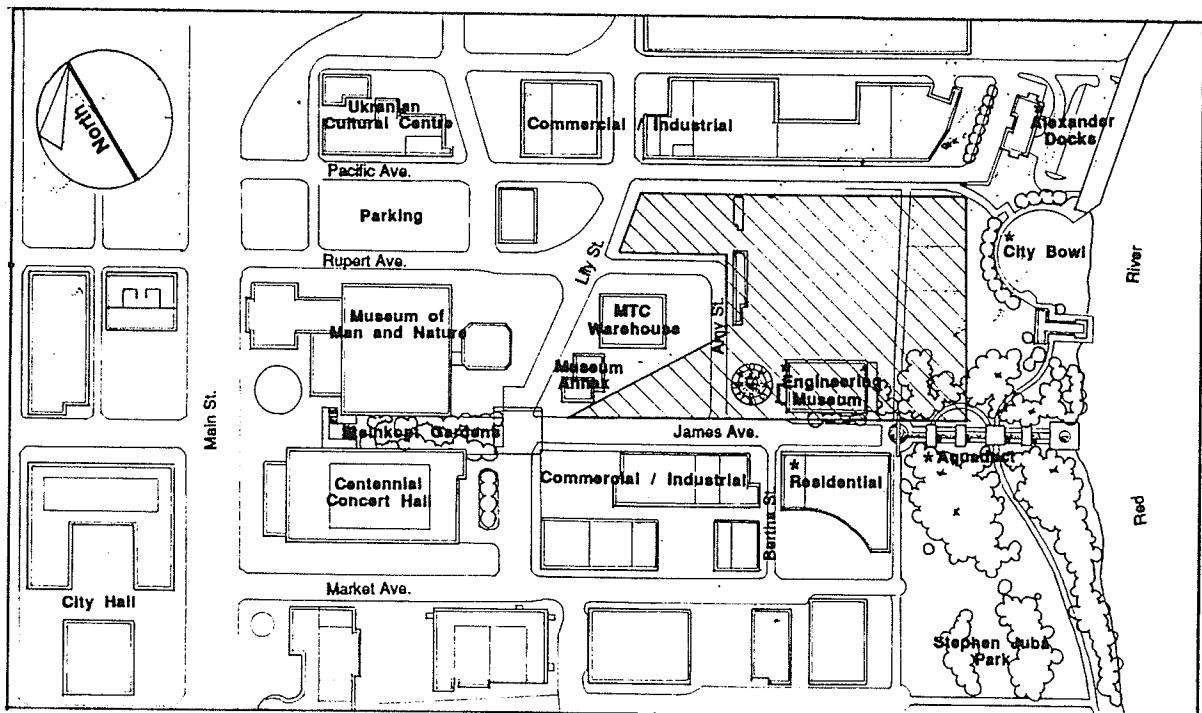 North
Ukranian
Cultural Centre
Commercial / Industrial
* Alexander
Docks
Pacific Ave.
Parking
Lily St.
* City Bowl
River
Rupert Ave.
Museum of
Man and Nature
MTC
Warehouse
Amy St.
Museum
Annex
* Engineering
Museum
Main St.
Steinkopf Gardens
James Ave.
* Aquaduct
Centennial
Concert Hall
Commercial / Industrial
* Residential
Bertha St.
Red
Market Ave.
City Hall
Stephen Juba
Park